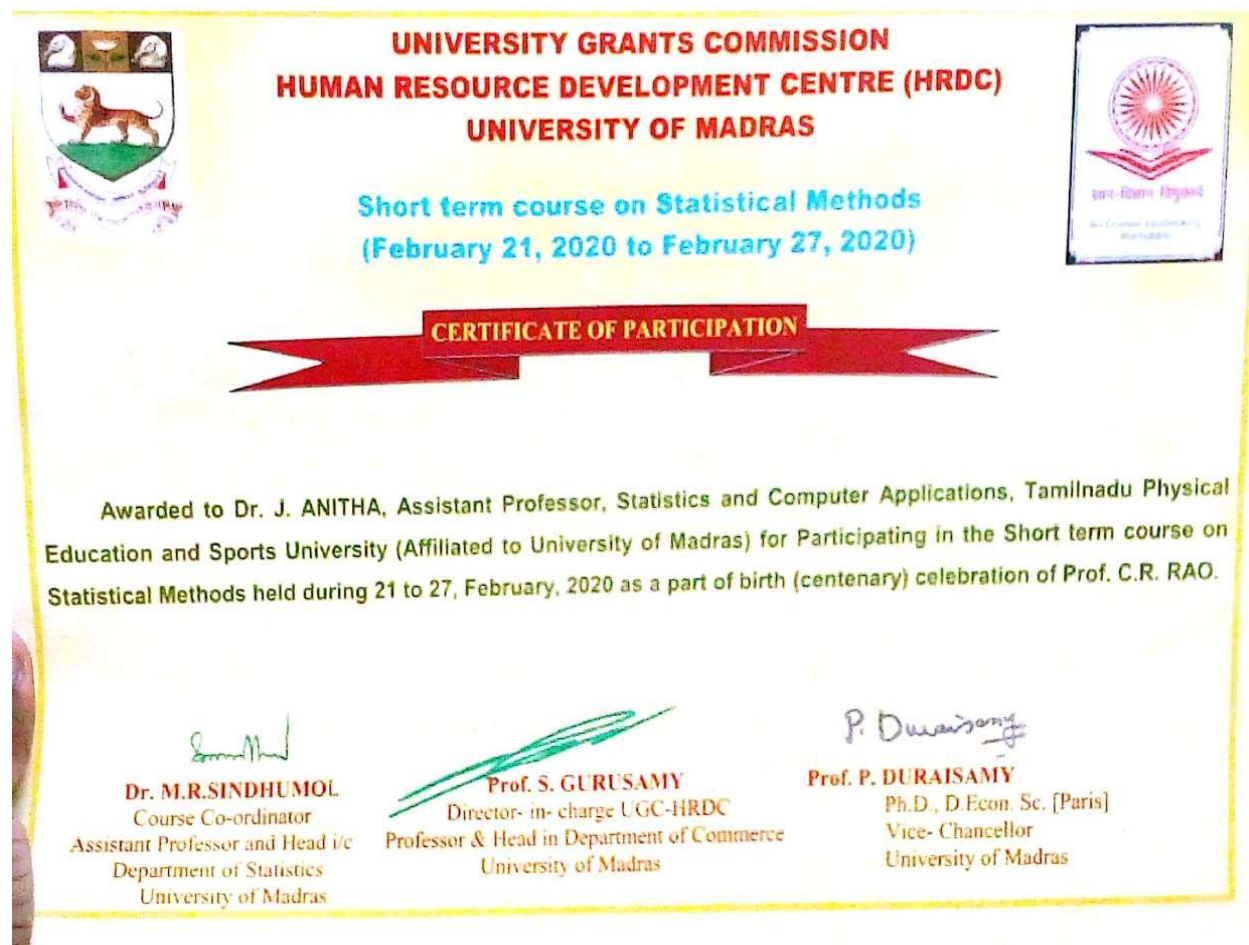 UNIVERSITY GRANTS COMMISSION
HUMAN RESOURCE DEVELOPMENT CENTRE (HRDC)
UNIVERSITY OF MADRAS
Short term course on Statistical Methods
(February 21, 2020 to February 27, 2020)
ज्ञान-विज्ञान विमुक्तये
CERTIFICATE OF PARTICIPATION
Awarded to Dr. J. ANITHA, Assistant Professor, Statistics and Computer Applications, Tamilnadu Physical
Education and Sports University (Affiliated to University of Madras) for Participating in the Short term course on
Statistical Methods held during 21 to 27, February, 2020 as a part of birth (centenary) celebration of Prof. C.R. RAO.
P. Duraisamy
Dr. M.R.SINDHUMOL
Course Co-ordinator
Assistant Professor and Head i/c
Department of Statistics
University of Madras
Prof. S. GURUSAMY
Director- in- charge UGC-HRDC
Professor & Head in Department of Commerce
University of Madras
Prof. P. DURAISAMY
Ph.D., D.Econ. Sc. [Paris]
Vice- Chancellor
University of Madras